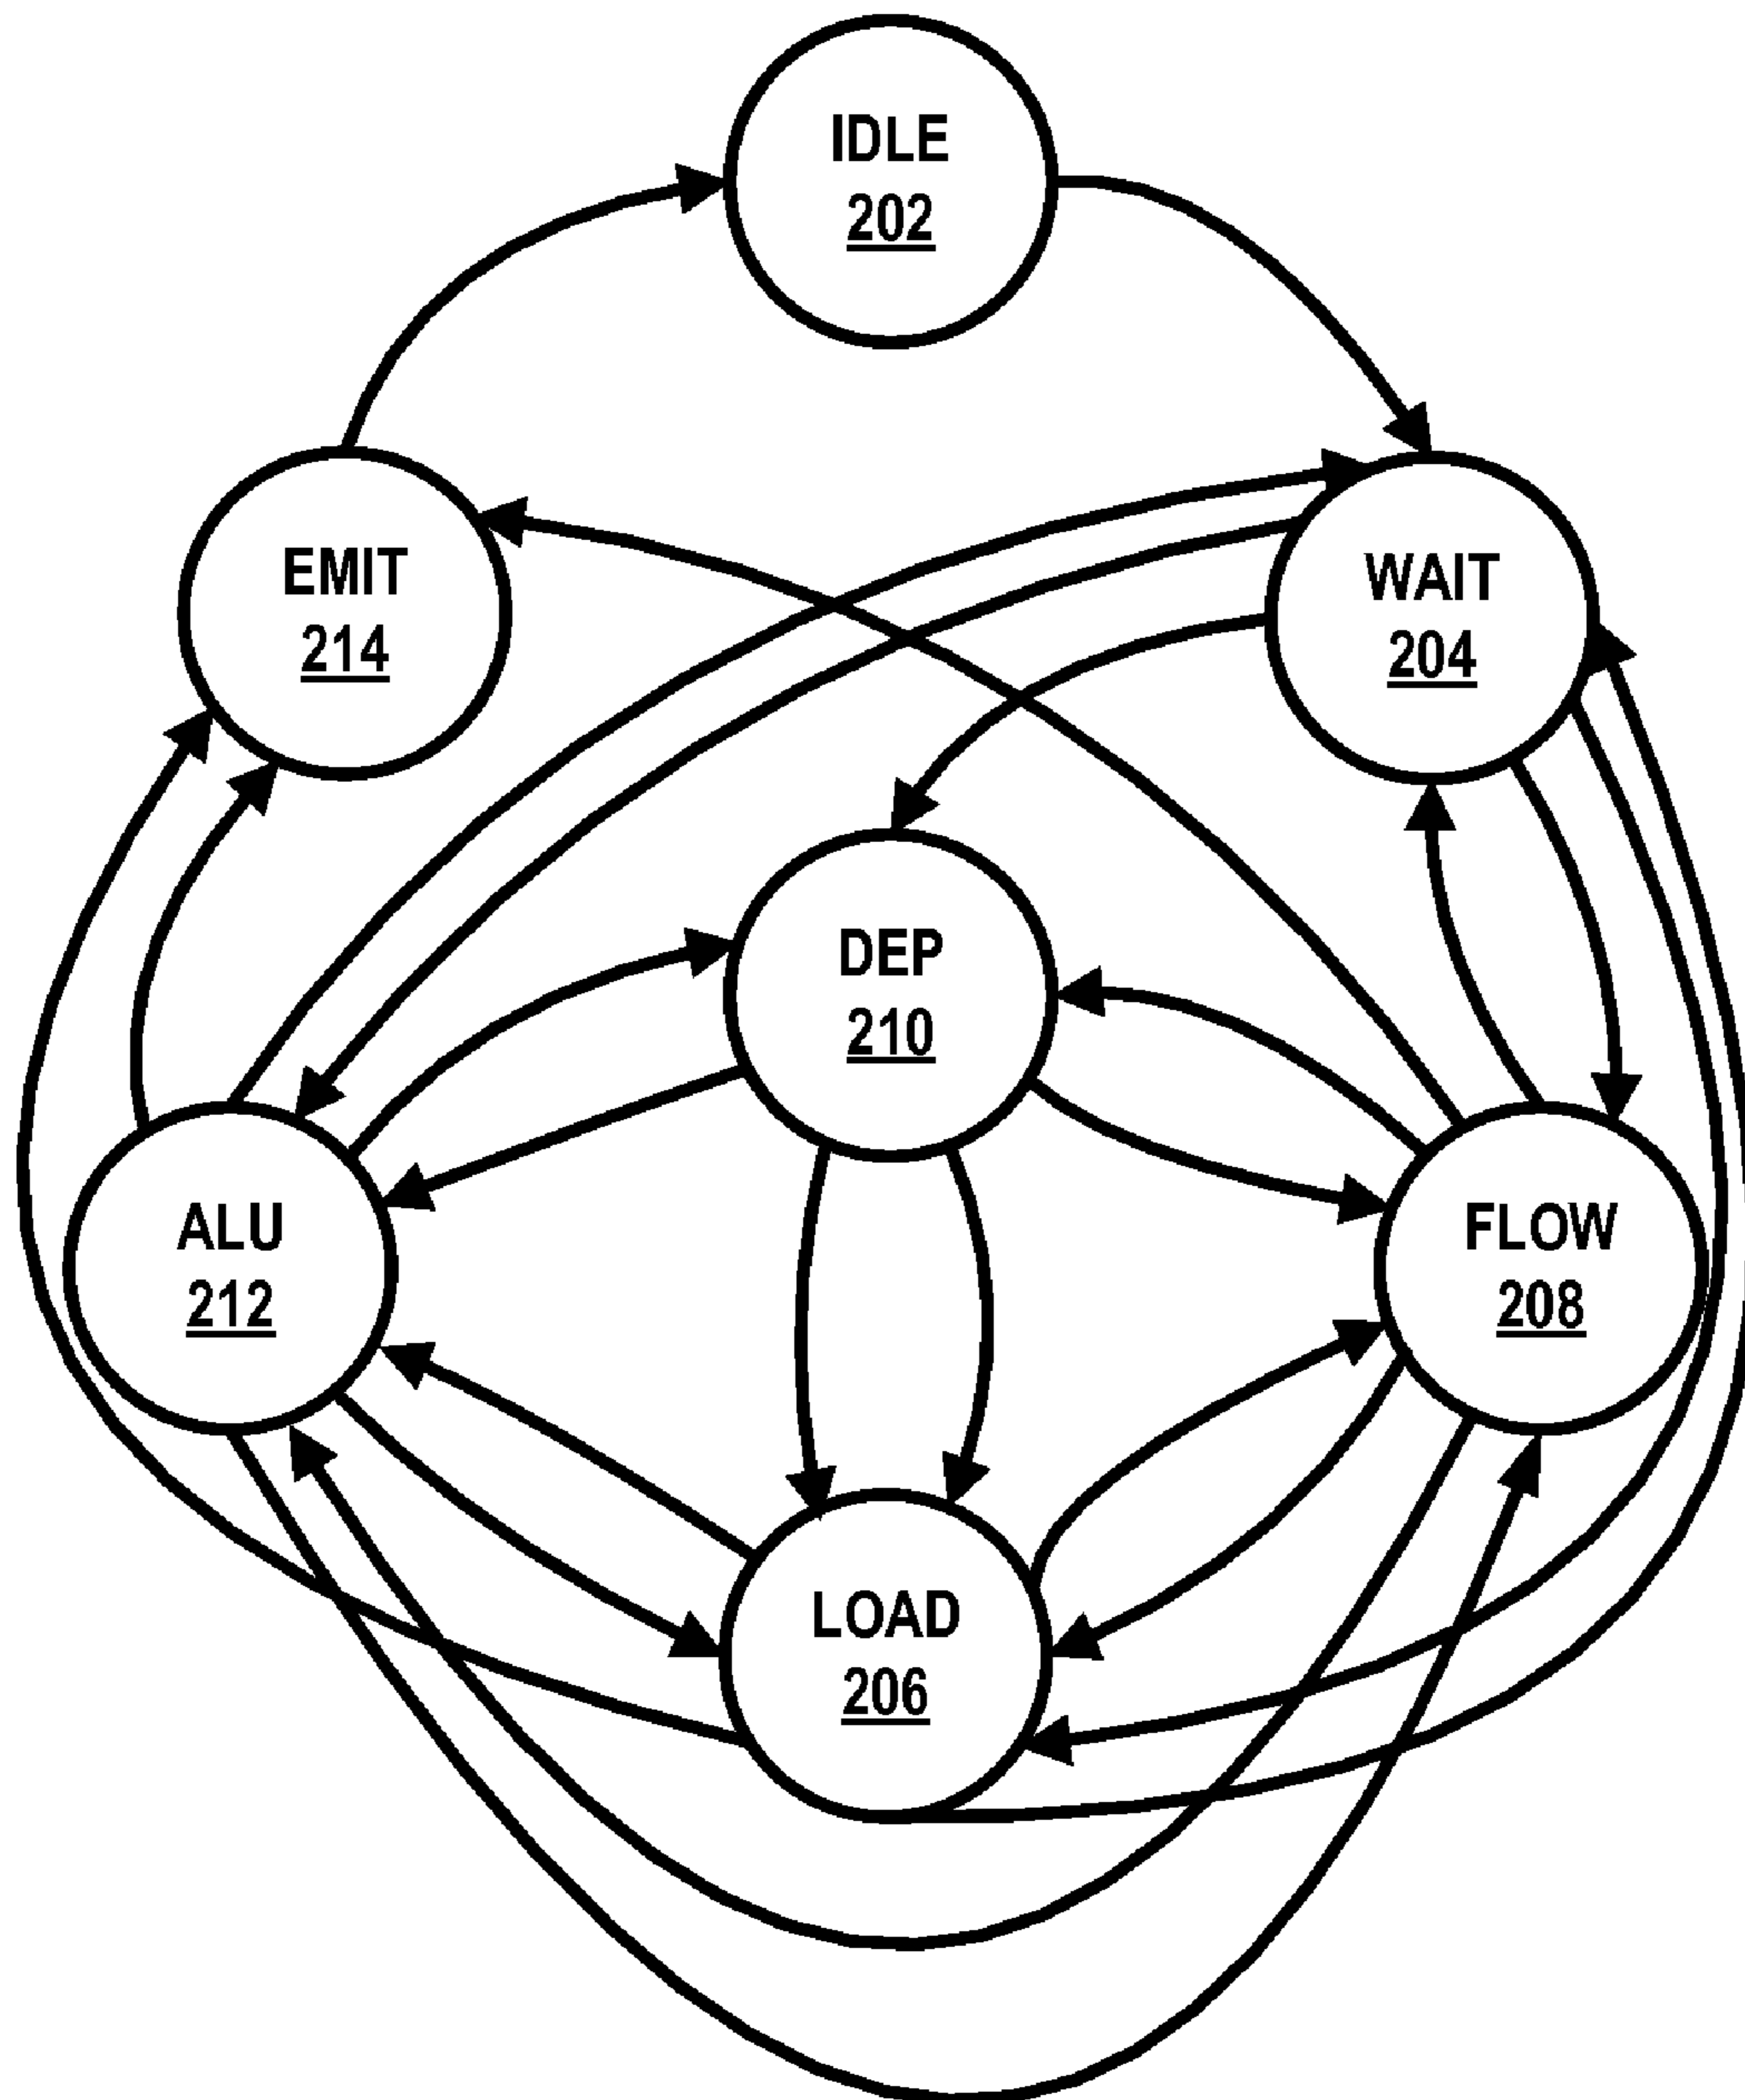 IDLE
202
EMIT
214
WAIT
204
DEP
210
ALU
212
FLOW
208
LOAD
206